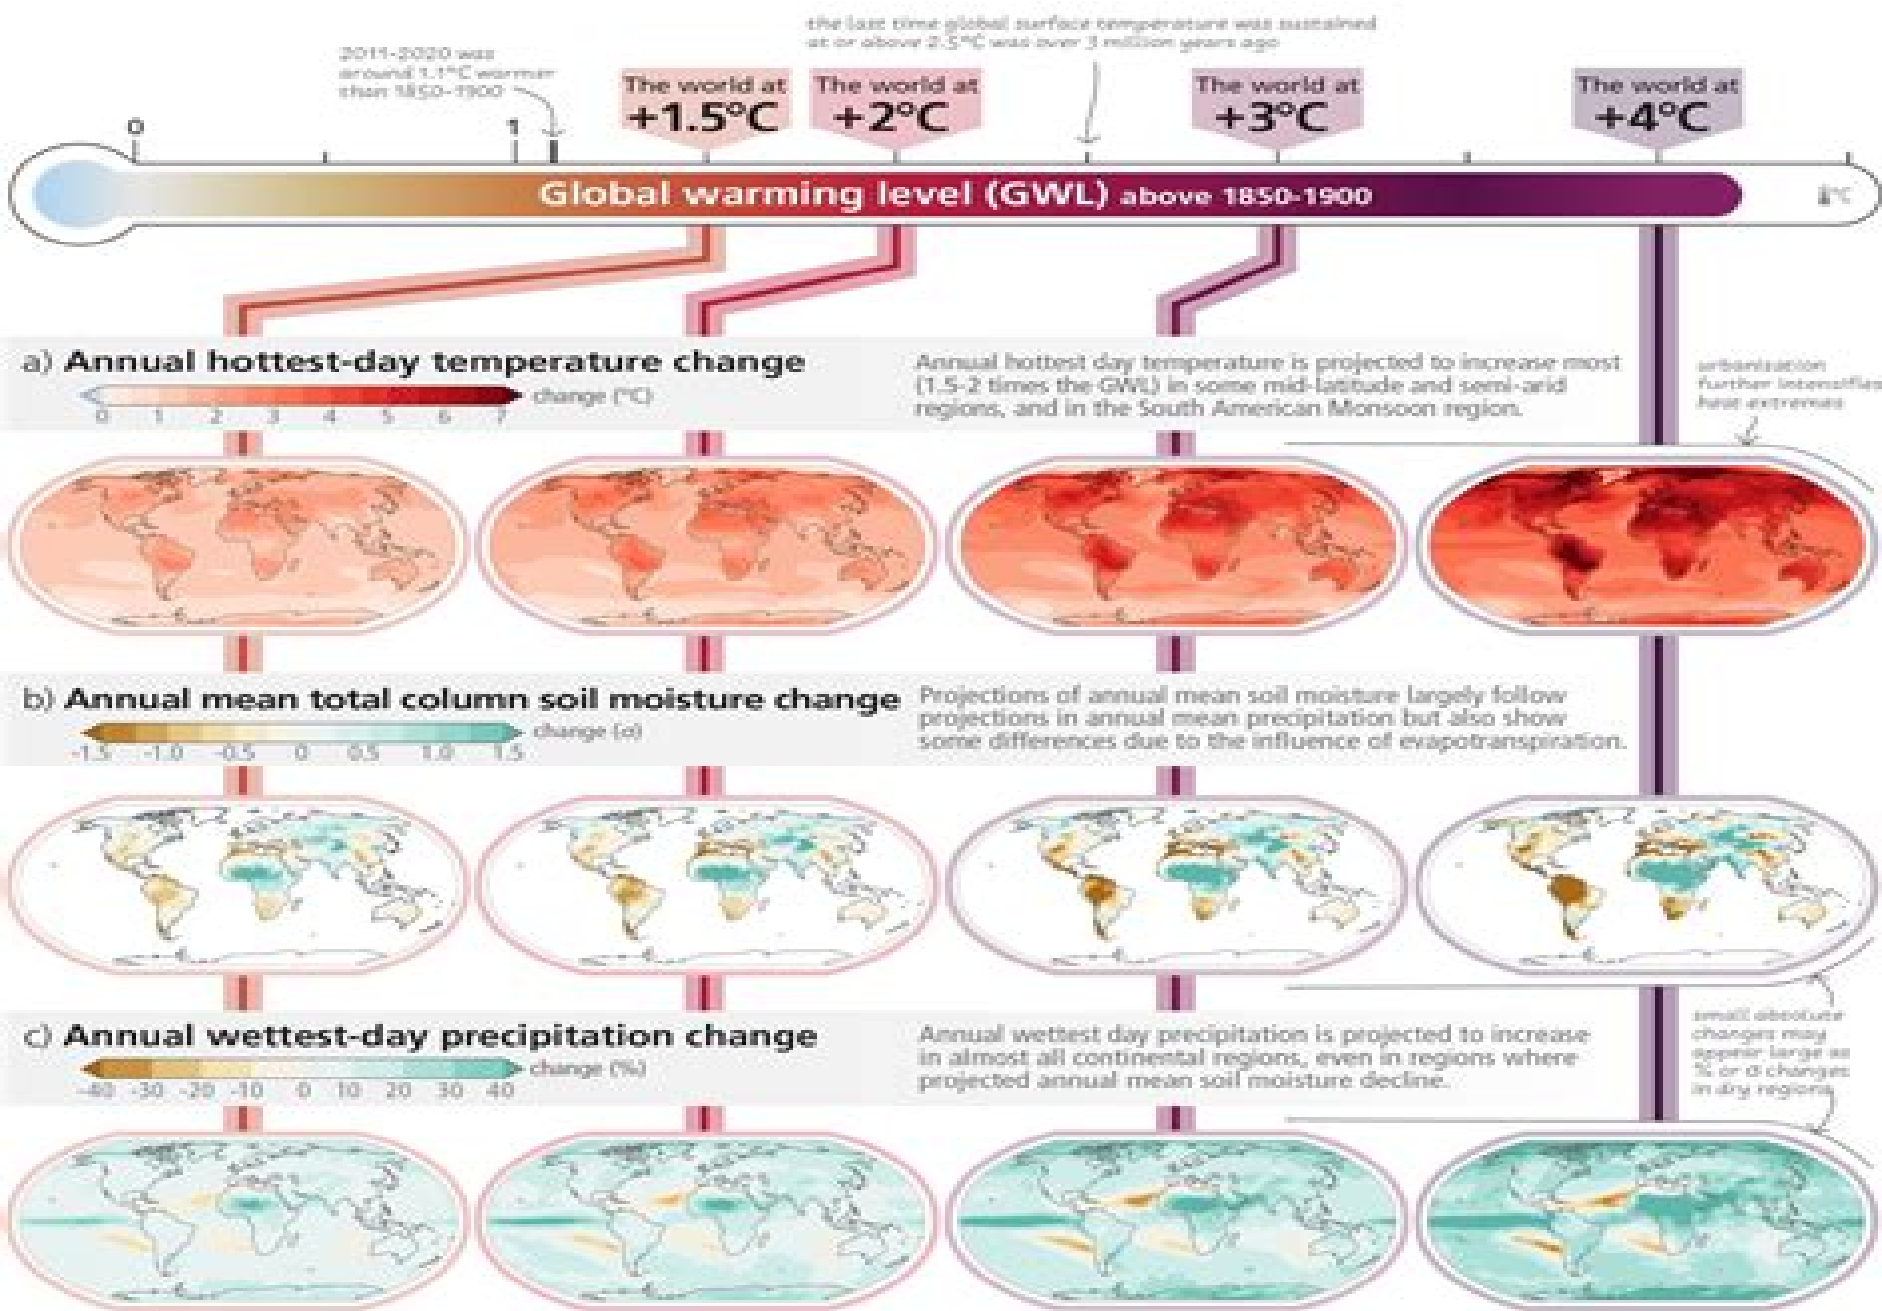 the last time global surface temperature was sustained
at or above 2.5°C was over 3 million years ago
2011-2020 was
around 1.1°C warmer
than 1850-1900
The world at
+1.5°C
The world at
+2°C
The world at
+3°C
The world at
+4°C
0
1
Global warming level (GWL) above 1850-1900
°C
a) Annual hottest-day temperature change
change (°C)
0 1 2 3 4 5 6 7
Annual hottest day temperature is projected to increase most
(1.5-2 times the GWL) in some mid-latitude and semi-arid
regions, and in the South American Monsoon region.
urbanization
further intensifies
heat extremes
b) Annual mean total column soil moisture change
change (σ)
-1.5 -1.0 -0.5 0 0.5 1.0 1.5
Projections of annual mean soil moisture largely follow
projections in annual mean precipitation but also show
some differences due to the influence of evapotranspiration.
c) Annual wettest-day precipitation change
change (%)
-40 -30 -20 -10 0 10 20 30 40
Annual wettest day precipitation is projected to increase
in almost all continental regions, even in regions where
projected annual mean soil moisture decline.
small absolute
changes may
appear large as
% or σ changes
in dry regions